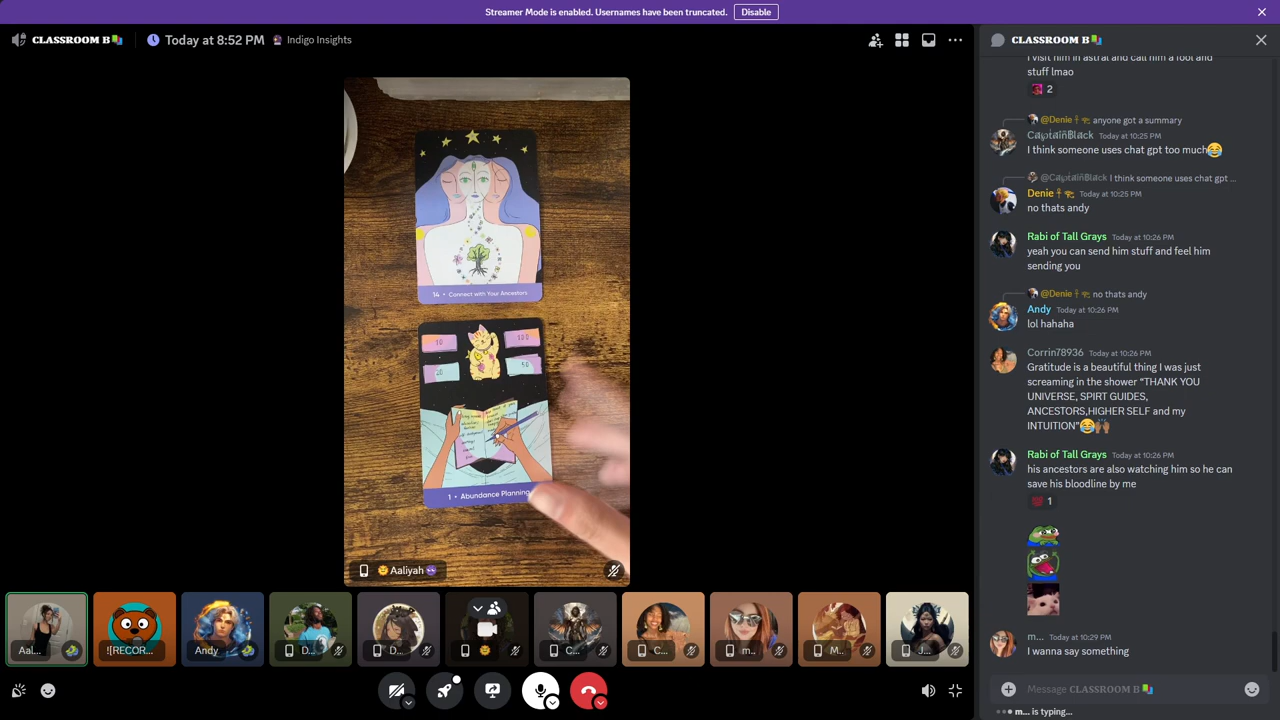 Streamer Mode is enabled. Usernames have been truncated. Disable
CLASSROOM B
Today at 8:52 PM
Indigo Insights
14 • Connect with Your Ancestors
10
100
20
50
1 • Abundance Planning
Aaliyah
Aal...
![RECOR...
Andy
D...
D...
C...
C...
m...
M...
J...
CLASSROOM B
I visit him in astral and call him a fool and
stuff lmao
2
@Denie anyone got a summary
CaptainBlack Today at 10:25 PM
I think someone uses chat gpt too much
@CaptainBlack I think someone uses chat gpt ...
Denie Today at 10:25 PM
no thats andy
Rabi of Tall Grays Today at 10:26 PM
yeah you can send him stuff and feel him
sending you
@Denie no thats andy
Andy Today at 10:26 PM
lol hahaha
Corrin78936 Today at 10:26 PM
Gratitude is a beautiful thing I was just
screaming in the shower “THANK YOU
UNIVERSE, SPIRT GUIDES,
ANCESTORS,HIGHER SELF and my
INTUITION”
Rabi of Tall Grays Today at 10:26 PM
his ancestors are also watching him so he can
save his bloodline by me
1
m... Today at 10:29 PM
I wanna say something
Message CLASSROOM B
m... is typing...